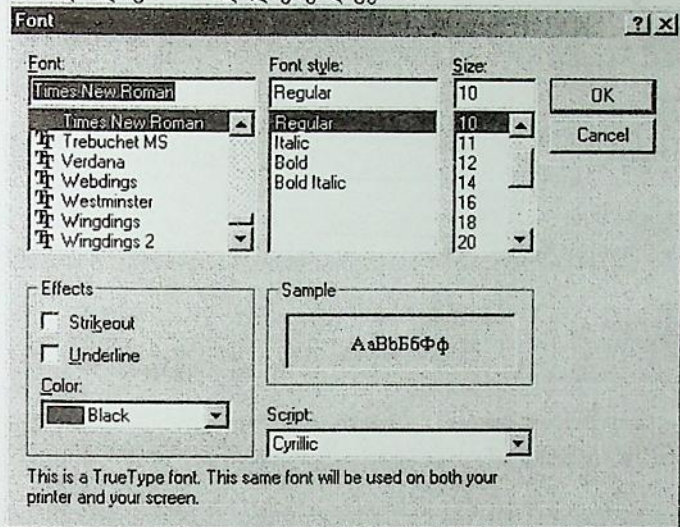 Font
Font:
Times New Roman
Times New Roman
Trebuchet MS
Verdana
Webdings
Westminster
Wingdings
Wingdings 2
Font style:
Regular
Regular
Italic
Bold
Bold Italic
Size:
10
10
11
12
14
16
18
20
OK
Cancel
Effects
Strikeout
Underline
Color:
Black
Sample
АаВbБбФф
Script:
Cyrillic
This is a TrueType font. This same font will be used on both your
printer and your screen.